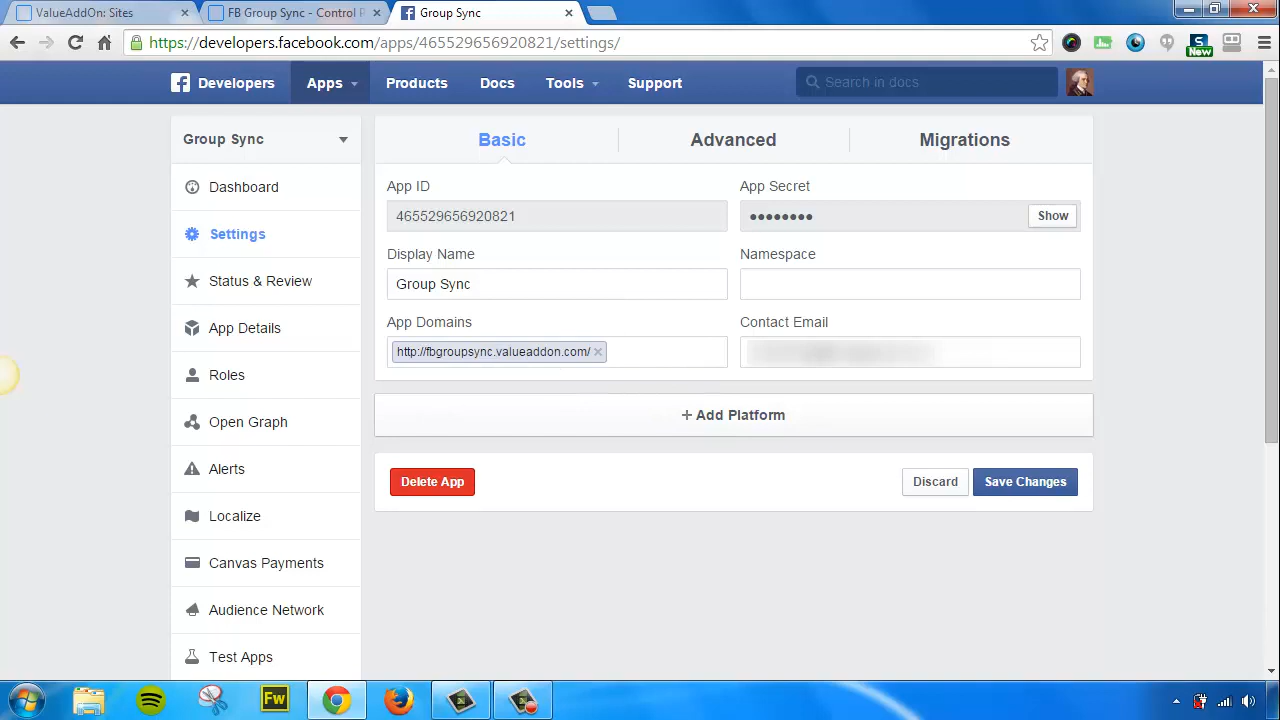 ValueAddOn: Sites
FB Group Sync - Control P
Group Sync
https://developers.facebook.com/apps/465529656920821/settings/
New
Developers
Apps
Products
Docs
Tools
Support
Search in docs
Group Sync
Dashboard
Settings
Status & Review
App Details
Roles
Open Graph
Alerts
Localize
Canvas Payments
Audience Network
Test Apps
Basic
Advanced
Migrations
App ID
App Secret
465529656920821
••••••••
Show
Display Name
Namespace
Group Sync
App Domains
Contact Email
http://fbgroupsync.valueaddon.com/
+ Add Platform
Delete App
Discard
Save Changes
Fw